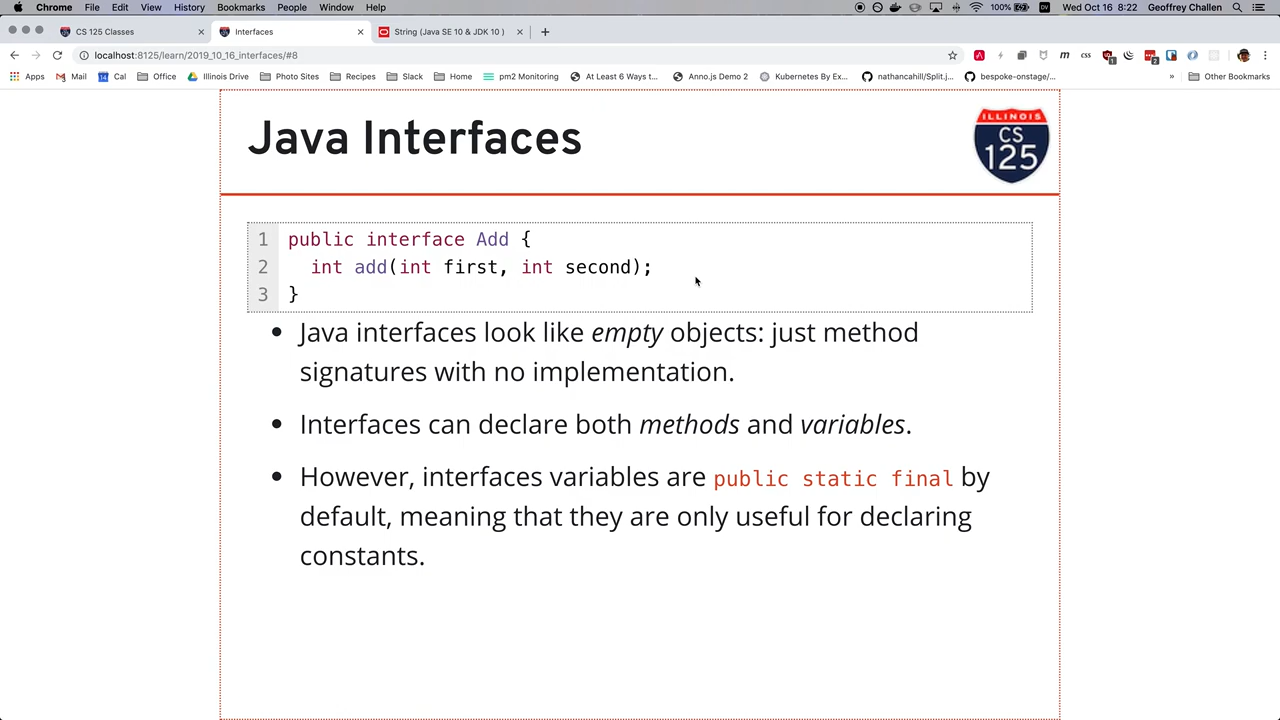 Chrome File Edit View History Bookmarks People Window Help 100% Wed Oct 16 8:22 Geoffrey Challen
CS 125 Classes Interfaces String (Java SE 10 & JDK 10 )
localhost:8125/learn/2019_10_16_interfaces/#8
Apps Mail Cal Office Illinois Drive Photo Sites Recipes Slack Home pm2 Monitoring At Least 6 Ways t... Anno.js Demo 2 Kubernetes By Ex... nathancahill/Split.j... bespoke-onstage/... » Other Bookmarks
Java Interfaces
ILLINOIS
CS
125
1 public interface Add {
2 int add(int first, int second);
3 }
• Java interfaces look like empty objects: just method
signatures with no implementation.
• Interfaces can declare both methods and variables.
• However, interfaces variables are public static final by
default, meaning that they are only useful for declaring
constants.